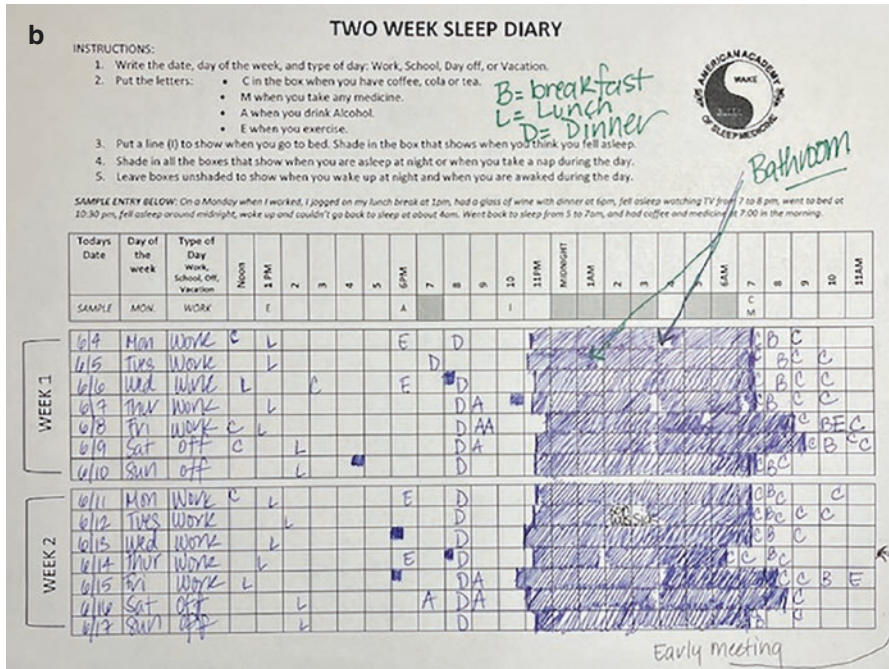 b
TWO WEEK SLEEP DIARY
INSTRUCTIONS:
1. Write the date, day of the week, and type of day: Work, School, Day off, or Vacation.
2. Put the letters: • C in the box when you have coffee, cola or tea.
• M when you take any medicine.
• A when you drink Alcohol.
• E when you exercise.
3. Put a line (I) to show when you go to bed. Shade in the box that shows when you think you fell asleep.
4. Shade in all the boxes that show when you are asleep at night or when you take a nap during the day.
5. Leave boxes unshaded to show when you wake up at night and when you are awaked during the day.
B= breakfast
L= Lunch
D= Dinner
AMERICAN ACADEMY
WAKE
SLEEP
OF SLEEP MEDICINE
Bathroom
SAMPLE ENTRY BELOW: On a Monday when I worked, I jogged on my lunch break at 1pm, had a glass of wine with dinner at 6pm, fell asleep watching TV from 7 to 8 pm, went to bed at
10:30 pm, fell asleep around midnight, woke up and couldn't go back to sleep at about 4am. Went back to sleep from 5 to 7am, and had coffee and medicine at 7:00 in the morning.
Todays Date Day of the week Type of Day Work, School, Off, Vacation Noon 1 PM 2 3 4 5 6PM 7 8 9 10 11PM MIDNIGHT 1AM 2 3 4 5 6AM 7 8 9 10 11AM
SAMPLE MON. WORK E A I C M
WEEK 1
6/4 Mon Work C L E D C B C
6/5 Tues Work L D C B C C
6/6 Wed Work L C E D C B C C
6/7 Thur Work L D A C B C C
6/8 Fri Work C L D AA C BE C
6/9 Sat off C L D A C C B C C
6/10 Sun off L D C B C
WEEK 2
6/11 Mon Work C L E D C B C C
6/12 Tues Work L D C B C C C
6/13 Wed Work L D C B C
6/14 Thur Work L E D C C B C
6/15 Fri Work L D A C C B E
6/16 Sat Off L A D A C
6/17 Sun off L D C
Early meeting